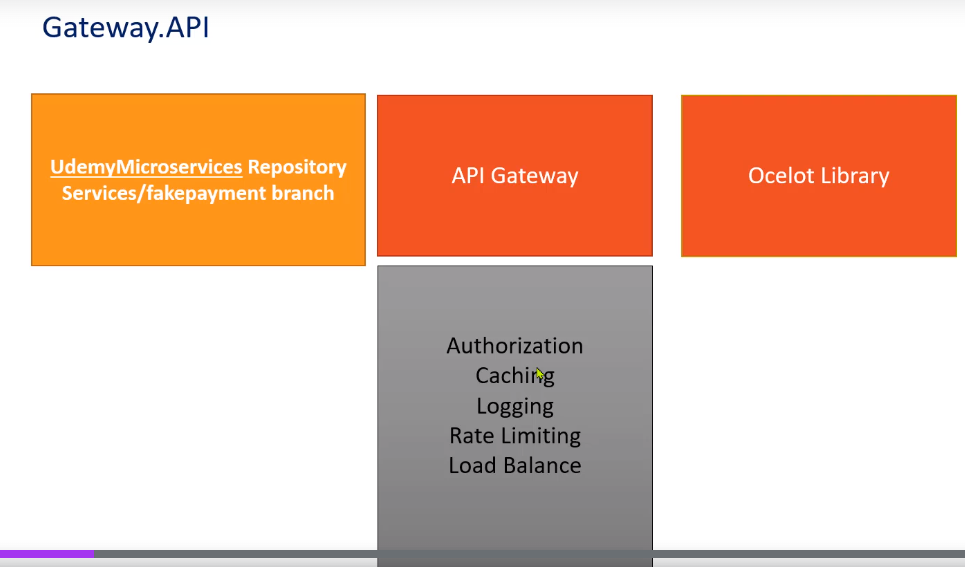 Gateway.API
UdemyMicroservices Repository
Services/fakepayment branch
API Gateway
Ocelot Library
Authorization
Caching
Logging
Rate Limiting
Load Balance